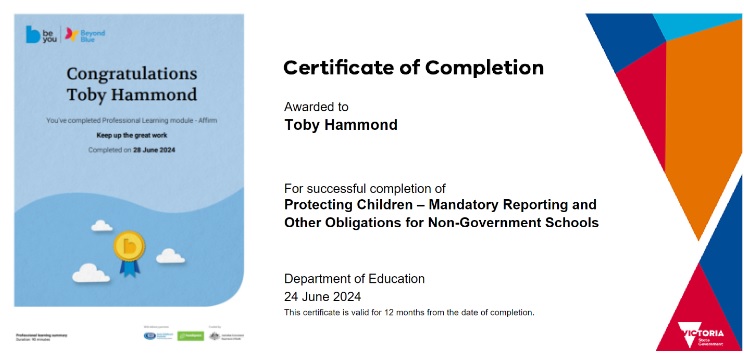 be you
Beyond Blue
Congratulations
Toby Hammond
You've completed Professional Learning module - Affirm
Keep up the great work
Completed on 28 June 2024
Professional learning summary
Duration: 45 minutes
Certificate of Completion
Awarded to
Toby Hammond
For successful completion of
Protecting Children – Mandatory Reporting and
Other Obligations for Non-Government Schools
Department of Education
24 June 2024
This certificate is valid for 12 months from the date of completion.
VICTORIA
State
Government